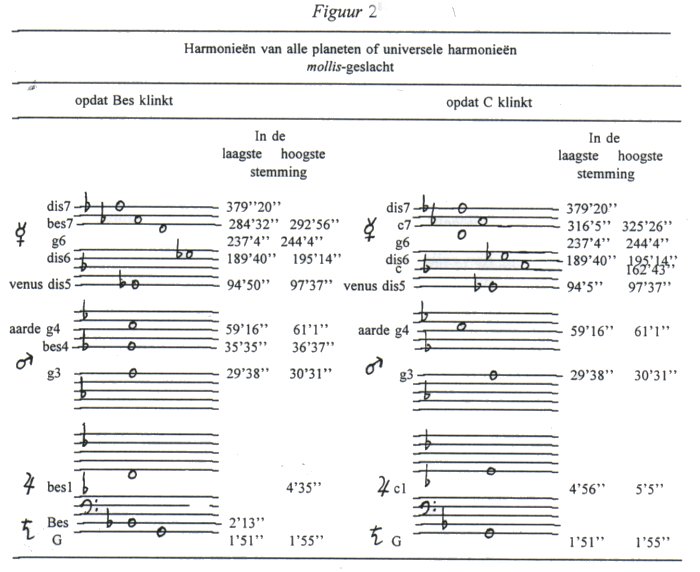 Figuur 2
Harmonieën van alle planeten of universele harmonieën
mollis-geslacht
opdat Bes klinkt
In de
laagste hoogste
stemming
dis7 379’’20’’
bes7 284’32’’ 292’56’’
g6 237’4’’ 244’4’’
dis6 189’40’’ 195’14’’
venus dis5 94’50’’ 97’37’’
aarde g4 59’16’’ 61’1’’
bes4 35’35’’ 36’37’’
g3 29’38’’ 30’31’’
bes1 4’35’’
Bes 2’13’’
G 1’51’’ 1’55’’
opdat C klinkt
In de
laagste hoogste
stemming
dis7 379’20’’
c7 316’5’’ 325’26’’
g6 237’4’’ 244’4’’
dis6 189’40’’ 195’14’’
c 162’43’’
venus dis5 94’5’’ 97’37’’
aarde g4 59’16’’ 61’1’’
g3 29’38’’ 30’31’’
c1 4’56’’ 5’5’’
G 1’51’’ 1’55’’